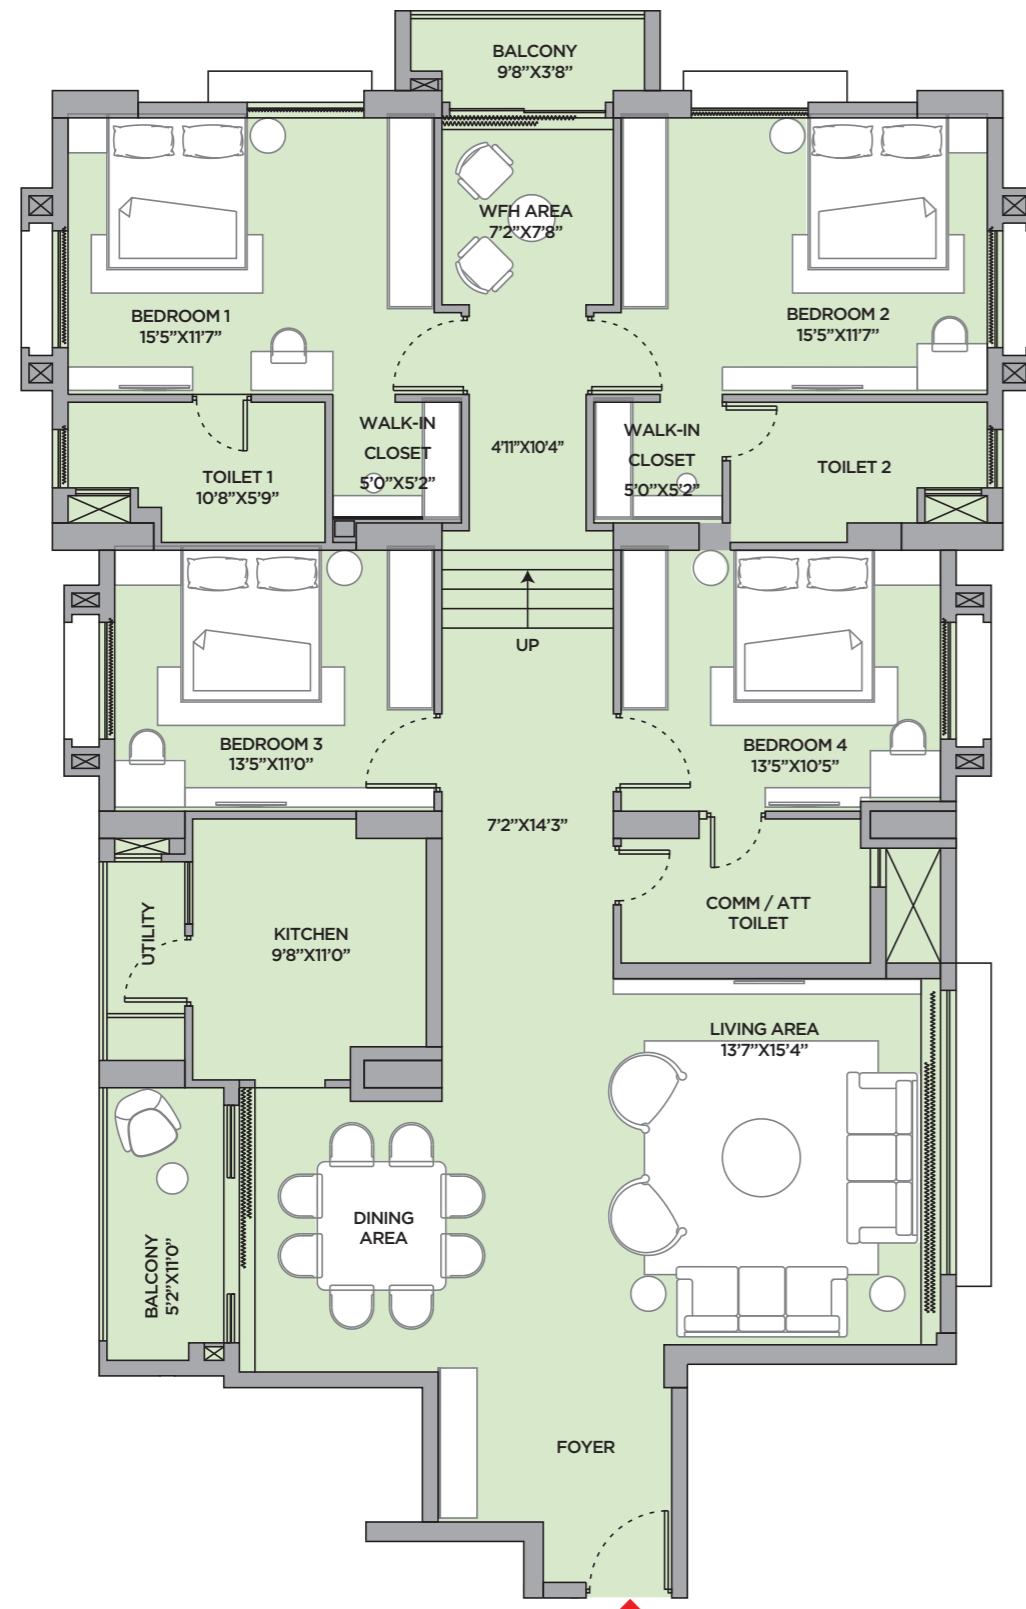 BALCONY
9’8”X3’8”
WFH AREA
7’2”X7’8”
BEDROOM 1
15’5”X11’7”
BEDROOM 2
15’5”X11’7”
WALK-IN
CLOSET
5’0”X5’2”
4’11”X10’4”
WALK-IN
CLOSET
5’0”X5’2”
TOILET 1
10’8”X5’9”
TOILET 2
UP
BEDROOM 3
13’5”X11’0”
BEDROOM 4
13’5”X10’5”
7’2”X14’3”
UTILITY
KITCHEN
9’8”X11’0”
COMM / ATT
TOILET
LIVING AREA
13’7”X15’4”
DINING
AREA
BALCONY
5’2”X11’0”
FOYER